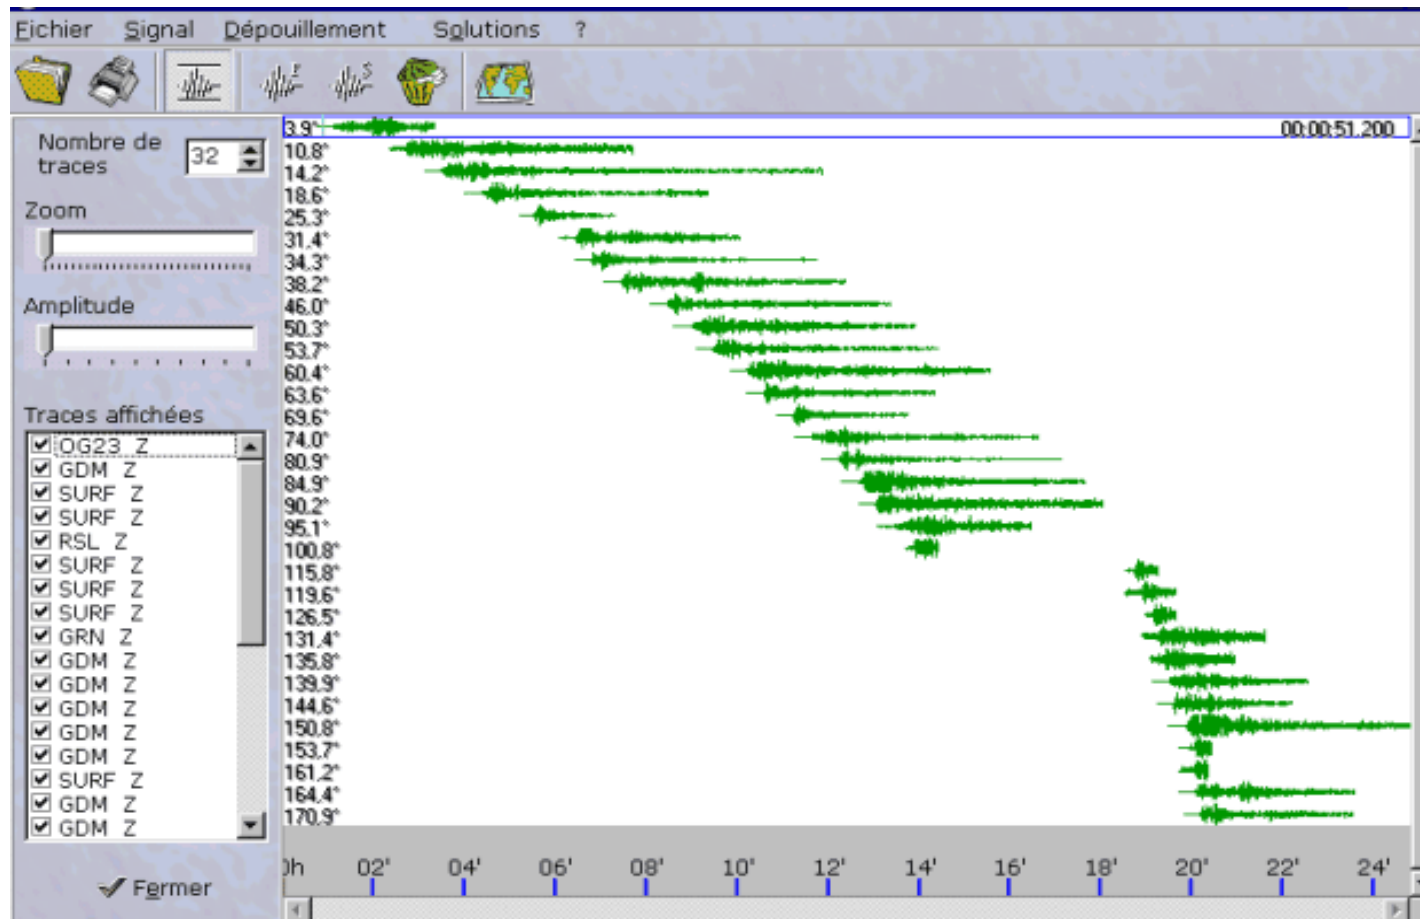 Eichier Signal Dépouillement Solutions ?
Nombre de
traces
32
Zoom
Amplitude
Traces affichées
OG23 Z
GDM Z
SURF Z
SURF Z
RSL Z
SURF Z
SURF Z
SURF Z
GRN Z
GDM Z
GDM Z
GDM Z
GDM Z
GDM Z
SURF Z
GDM Z
GDM Z
Fermer
3.9°
00:00:51.200
10.8°
14.2°
18.6°
25.3°
31.4°
34.3°
38.2°
46.0°
50.3°
53.7°
60.4°
63.6°
69.6°
74.0°
80.9°
84.9°
90.2°
95.1°
100.8°
115.8°
119.6°
126.5°
131.4°
135.8°
139.9°
144.6°
150.8°
153.7°
161.2°
164.4°
170.9°
0h 02' 04' 06' 08' 10' 12' 14' 16' 18' 20' 22' 24'